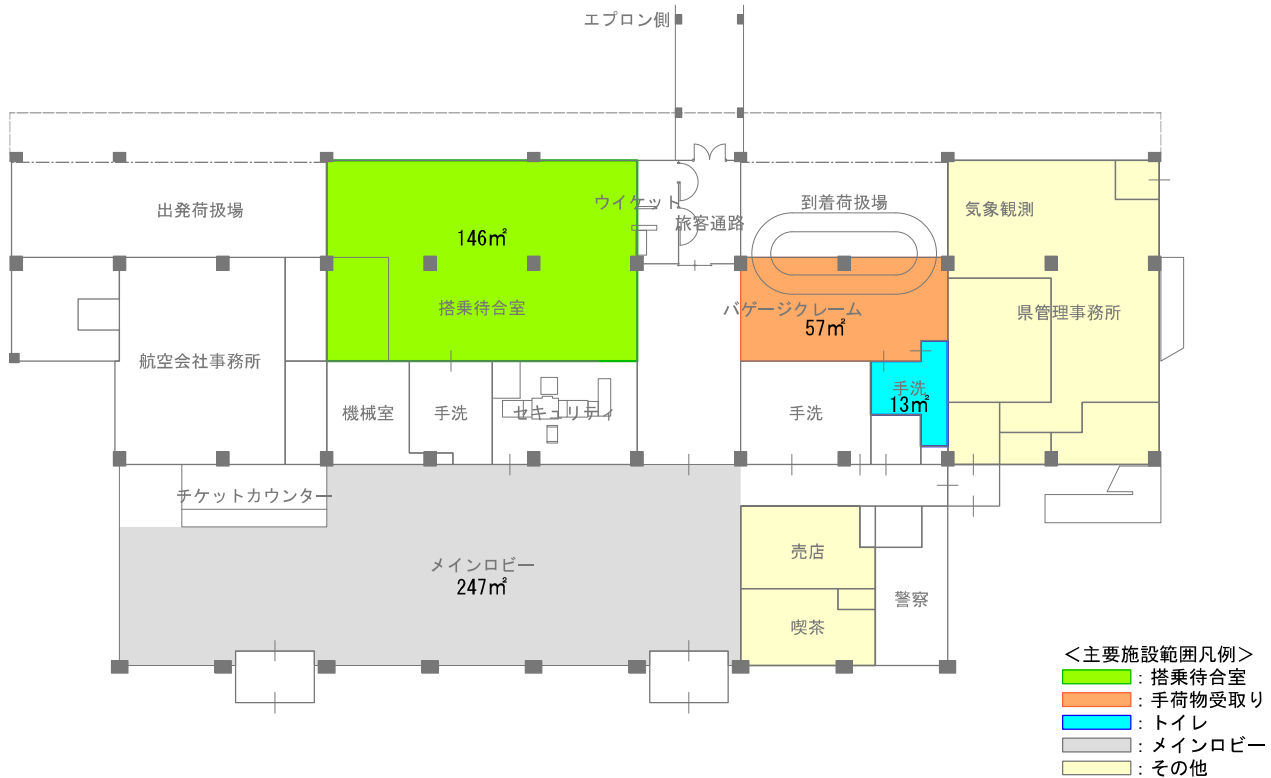 エプロン側
出発荷扱場
146㎡
ウイケット
旅客通路
到着荷扱場
気象観測
搭乗待合室
バゲージクレーム
57㎡
県管理事務所
航空会社事務所
機械室
手洗
セキュリティ
手洗
手洗
13㎡
チケットカウンター
メインロビー
247㎡
売店
警察
喫茶
＜主要施設範囲凡例＞
：搭乗待合室
：手荷物受取り
：トイレ
：メインロビー
：その他